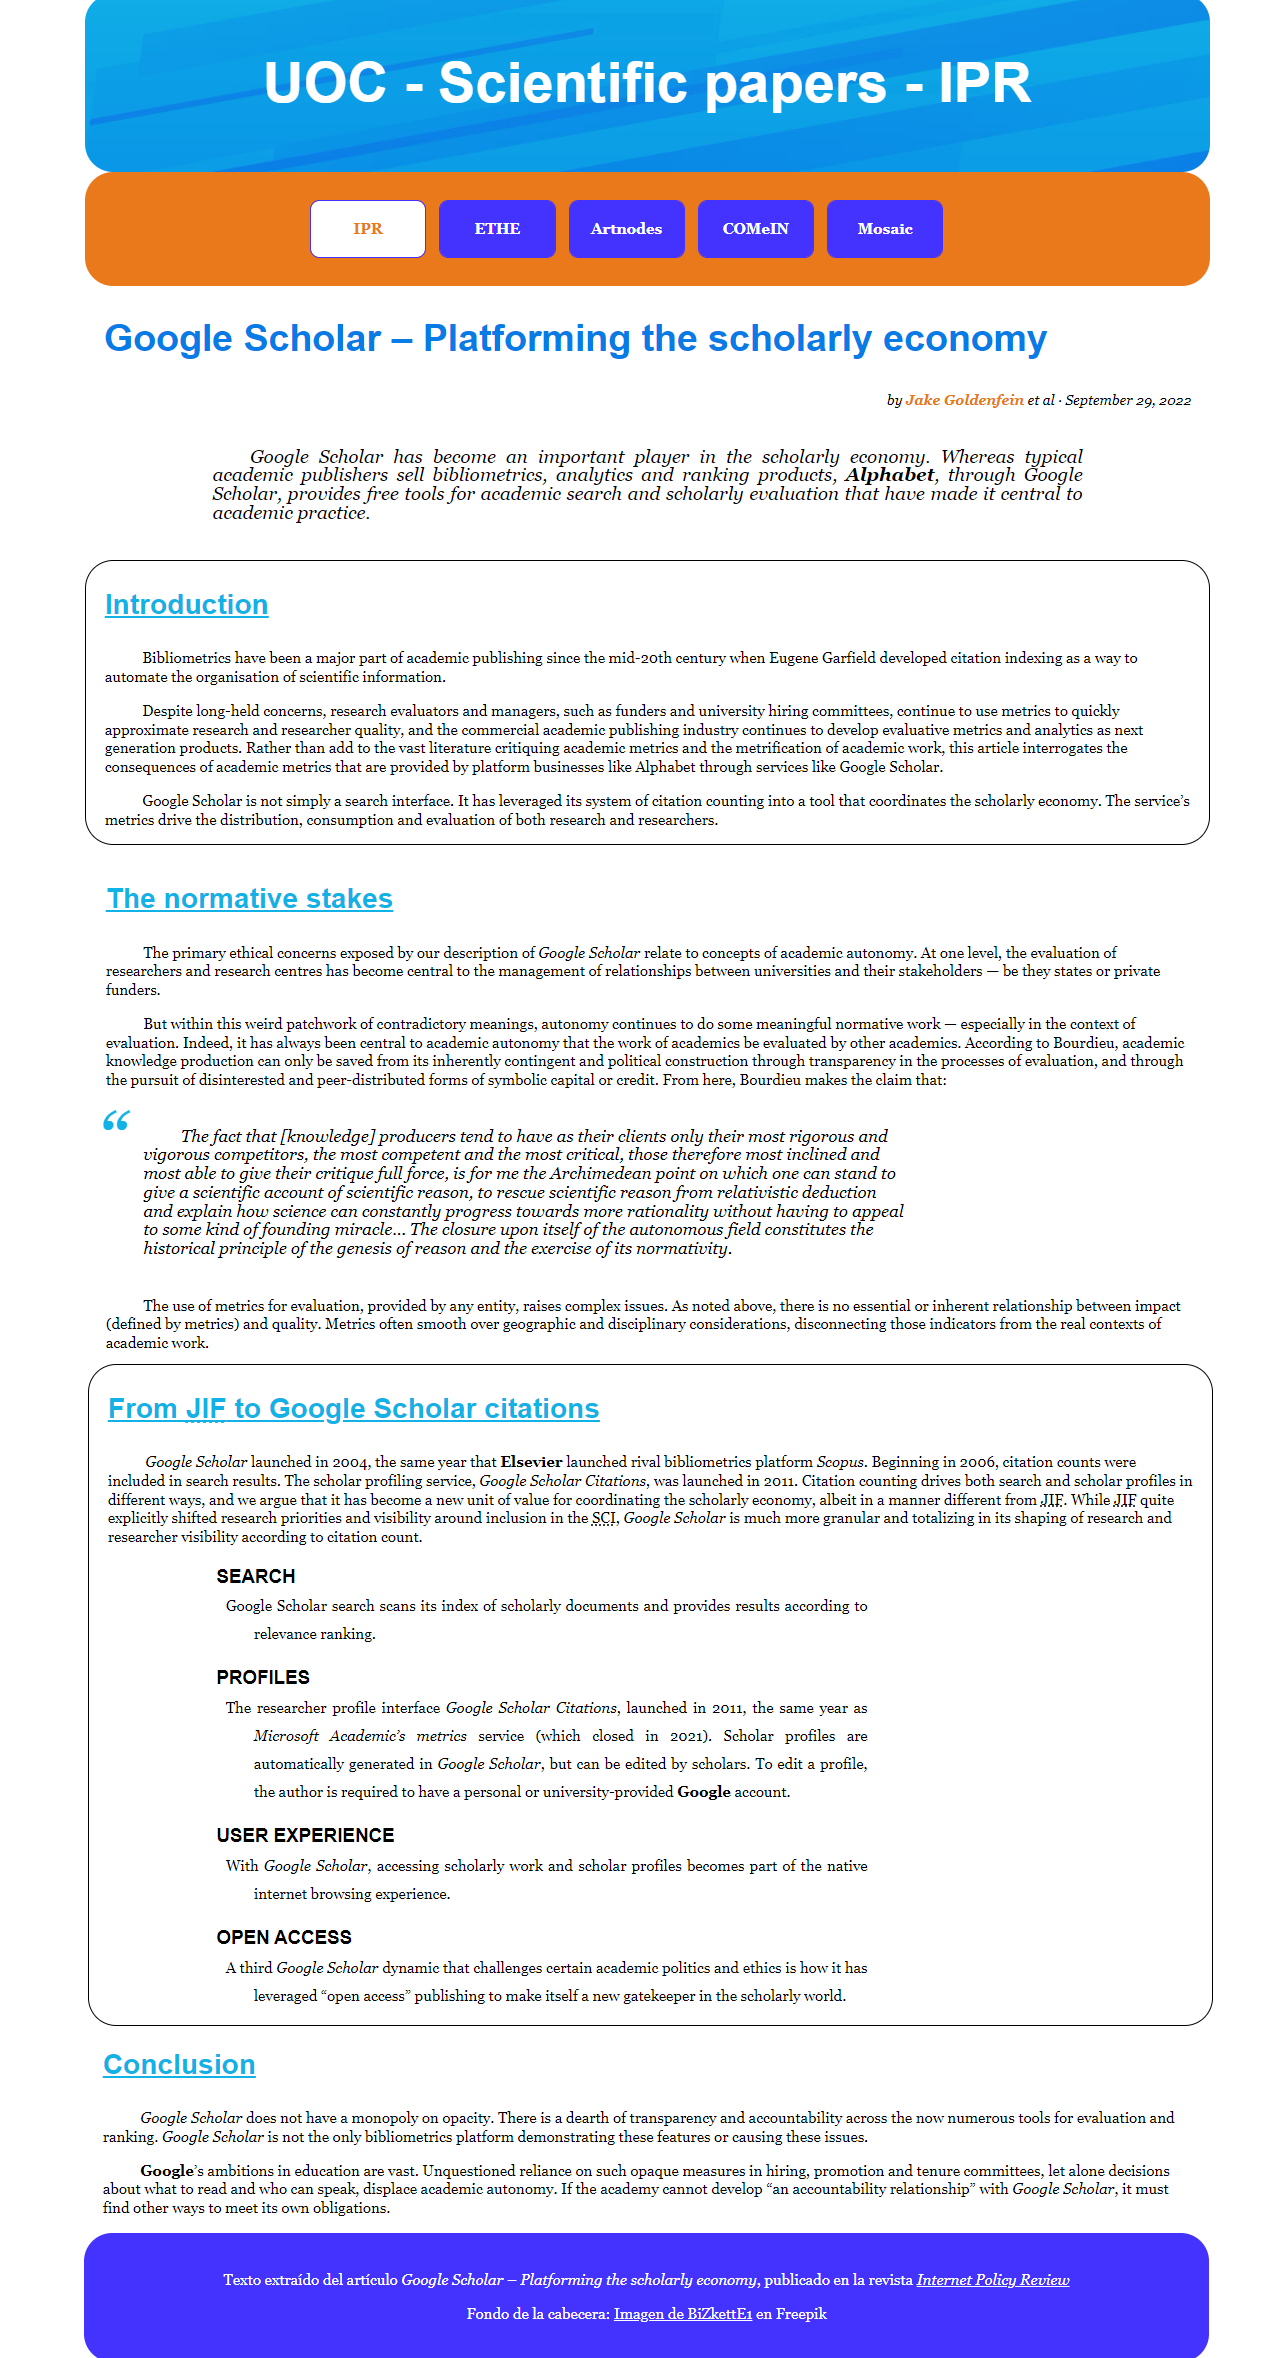 UOC - Scientific papers - IPR
IPR
ETHE
Artnodes
COMeIN
Mosaic
Google Scholar – Platforming the scholarly economy
by Jake Goldenfein et al · September 29, 2022
Google Scholar has become an important player in the scholarly economy. Whereas typical
academic publishers sell bibliometrics, analytics and ranking products, Alphabet, through Google
Scholar, provides free tools for academic search and scholarly evaluation that have made it central to
academic practice.
Introduction
Bibliometrics have been a major part of academic publishing since the mid-20th century when Eugene Garfield developed citation indexing as a way to
automate the organisation of scientific information.
Despite long-held concerns, research evaluators and managers, such as funders and university hiring committees, continue to use metrics to quickly
approximate research and researcher quality, and the commercial academic publishing industry continues to develop evaluative metrics and analytics as next
generation products. Rather than add to the vast literature critiquing academic metrics and the metrification of academic work, this article interrogates the
consequences of academic metrics that are provided by platform businesses like Alphabet through services like Google Scholar.
Google Scholar is not simply a search interface. It has leveraged its system of citation counting into a tool that coordinates the scholarly economy. The service’s
metrics drive the distribution, consumption and evaluation of both research and researchers.
The normative stakes
The primary ethical concerns exposed by our description of Google Scholar relate to concepts of academic autonomy. At one level, the evaluation of
researchers and research centres has become central to the management of relationships between universities and their stakeholders — be they states or private
funders.
But within this weird patchwork of contradictory meanings, autonomy continues to do some meaningful normative work — especially in the context of
evaluation. Indeed, it has always been central to academic autonomy that the work of academics be evaluated by other academics. According to Bourdieu, academic
knowledge production can only be saved from its inherently contingent and political construction through transparency in the processes of evaluation, and through
the pursuit of disinterested and peer-distributed forms of symbolic capital or credit. From here, Bourdieu makes the claim that:
“
The fact that [knowledge] producers tend to have as their clients only their most rigorous and
vigorous competitors, the most competent and the most critical, those therefore most inclined and
most able to give their critique full force, is for me the Archimedean point on which one can stand to
give a scientific account of scientific reason, to rescue scientific reason from relativistic deduction
and explain how science can constantly progress towards more rationality without having to appeal
to some kind of founding miracle... The closure upon itself of the autonomous field constitutes the
historical principle of the genesis of reason and the exercise of its normativity.
The use of metrics for evaluation, provided by any entity, raises complex issues. As noted above, there is no essential or inherent relationship between impact
(defined by metrics) and quality. Metrics often smooth over geographic and disciplinary considerations, disconnecting those indicators from the real contexts of
academic work.
From JIF to Google Scholar citations
Google Scholar launched in 2004, the same year that Elsevier launched rival bibliometrics platform Scopus. Beginning in 2006, citation counts were
included in search results. The scholar profiling service, Google Scholar Citations, was launched in 2011. Citation counting drives both search and scholar profiles in
different ways, and we argue that it has become a new unit of value for coordinating the scholarly economy, albeit in a manner different from JIF. While JIF quite
explicitly shifted research priorities and visibility around inclusion in the SCI, Google Scholar is much more granular and totalizing in its shaping of research and
researcher visibility according to citation count.
SEARCH
Google Scholar search scans its index of scholarly documents and provides results according to
relevance ranking.
PROFILES
The researcher profile interface Google Scholar Citations, launched in 2011, the same year as
Microsoft Academic’s metrics service (which closed in 2021). Scholar profiles are
automatically generated in Google Scholar, but can be edited by scholars. To edit a profile,
the author is required to have a personal or university-provided Google account.
USER EXPERIENCE
With Google Scholar, accessing scholarly work and scholar profiles becomes part of the native
internet browsing experience.
OPEN ACCESS
A third Google Scholar dynamic that challenges certain academic politics and ethics is how it has
leveraged “open access” publishing to make itself a new gatekeeper in the scholarly world.
Conclusion
Google Scholar does not have a monopoly on opacity. There is a dearth of transparency and accountability across the now numerous tools for evaluation and
ranking. Google Scholar is not the only bibliometrics platform demonstrating these features or causing these issues.
Google’s ambitions in education are vast. Unquestioned reliance on such opaque measures in hiring, promotion and tenure committees, let alone decisions
about what to read and who can speak, displace academic autonomy. If the academy cannot develop “an accountability relationship” with Google Scholar, it must
find other ways to meet its own obligations.
Texto extraído del artículo Google Scholar – Platforming the scholarly economy, publicado en la revista Internet Policy Review
Fondo de la cabecera: Imagen de BiZkettE1 en Freepik